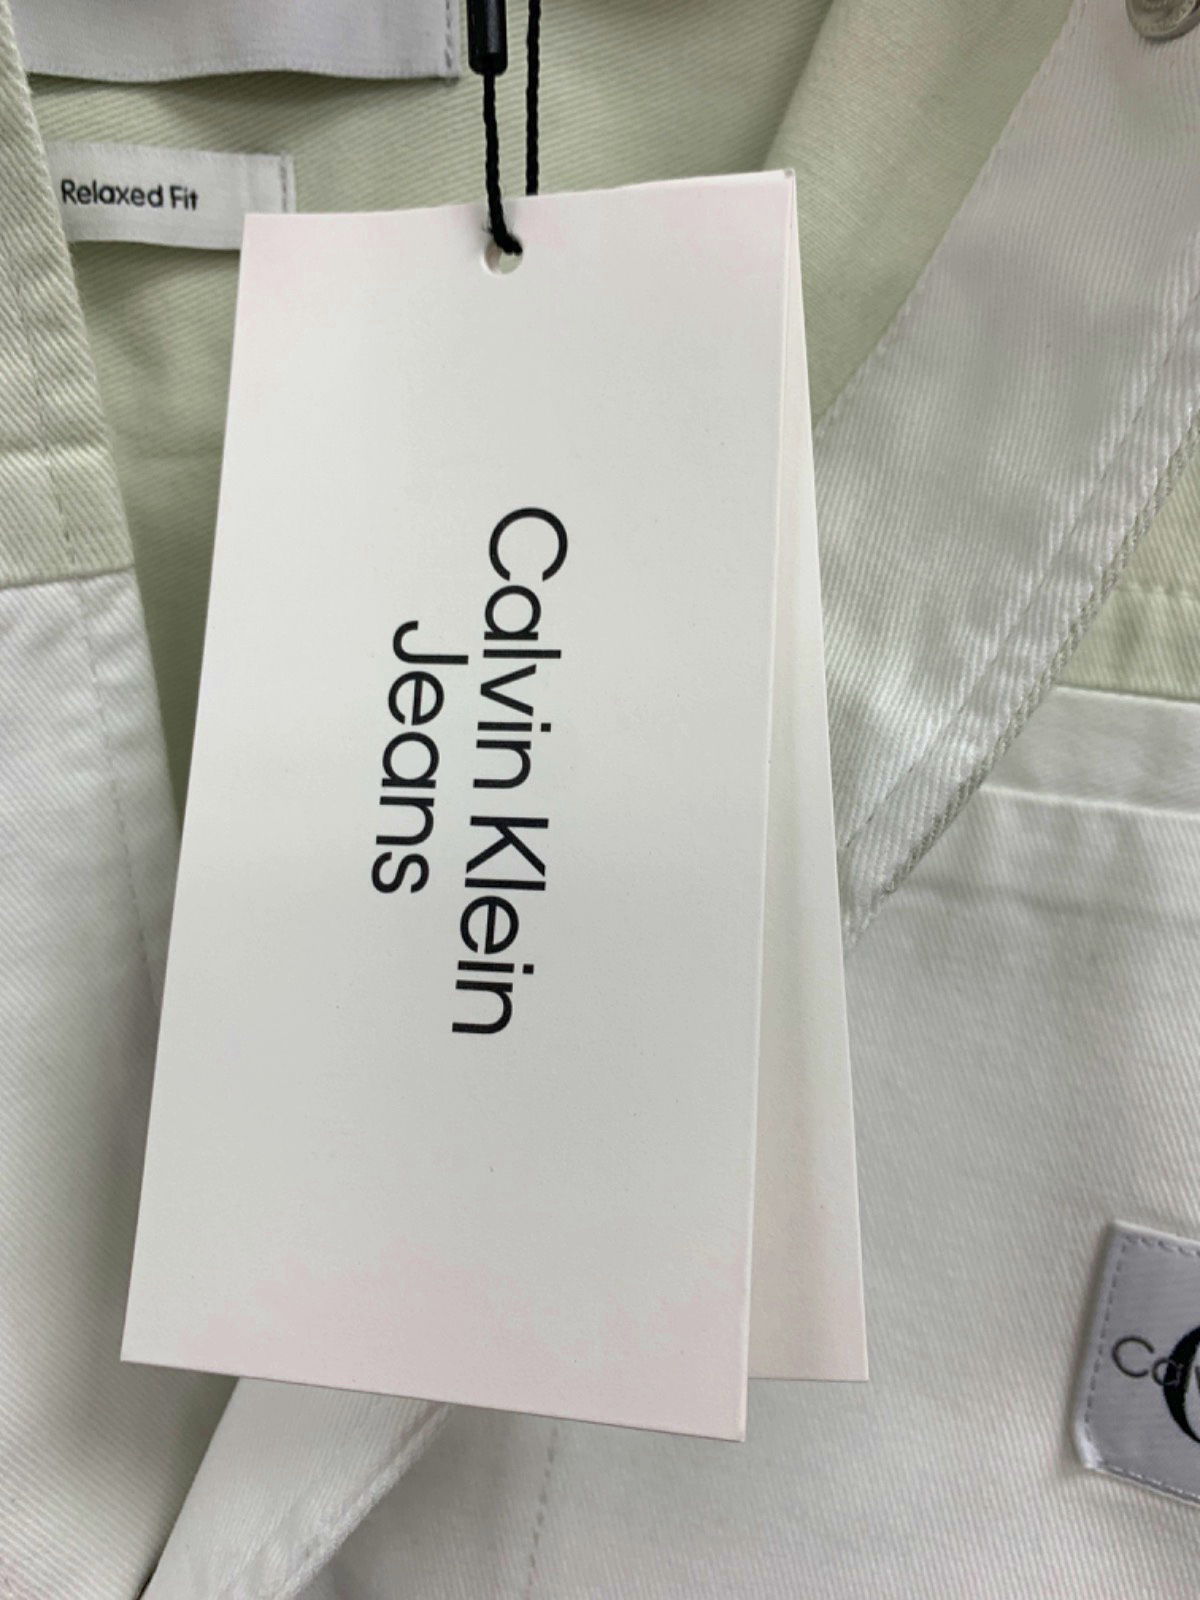 Relaxed Fit
Calvin Klein
Jeans